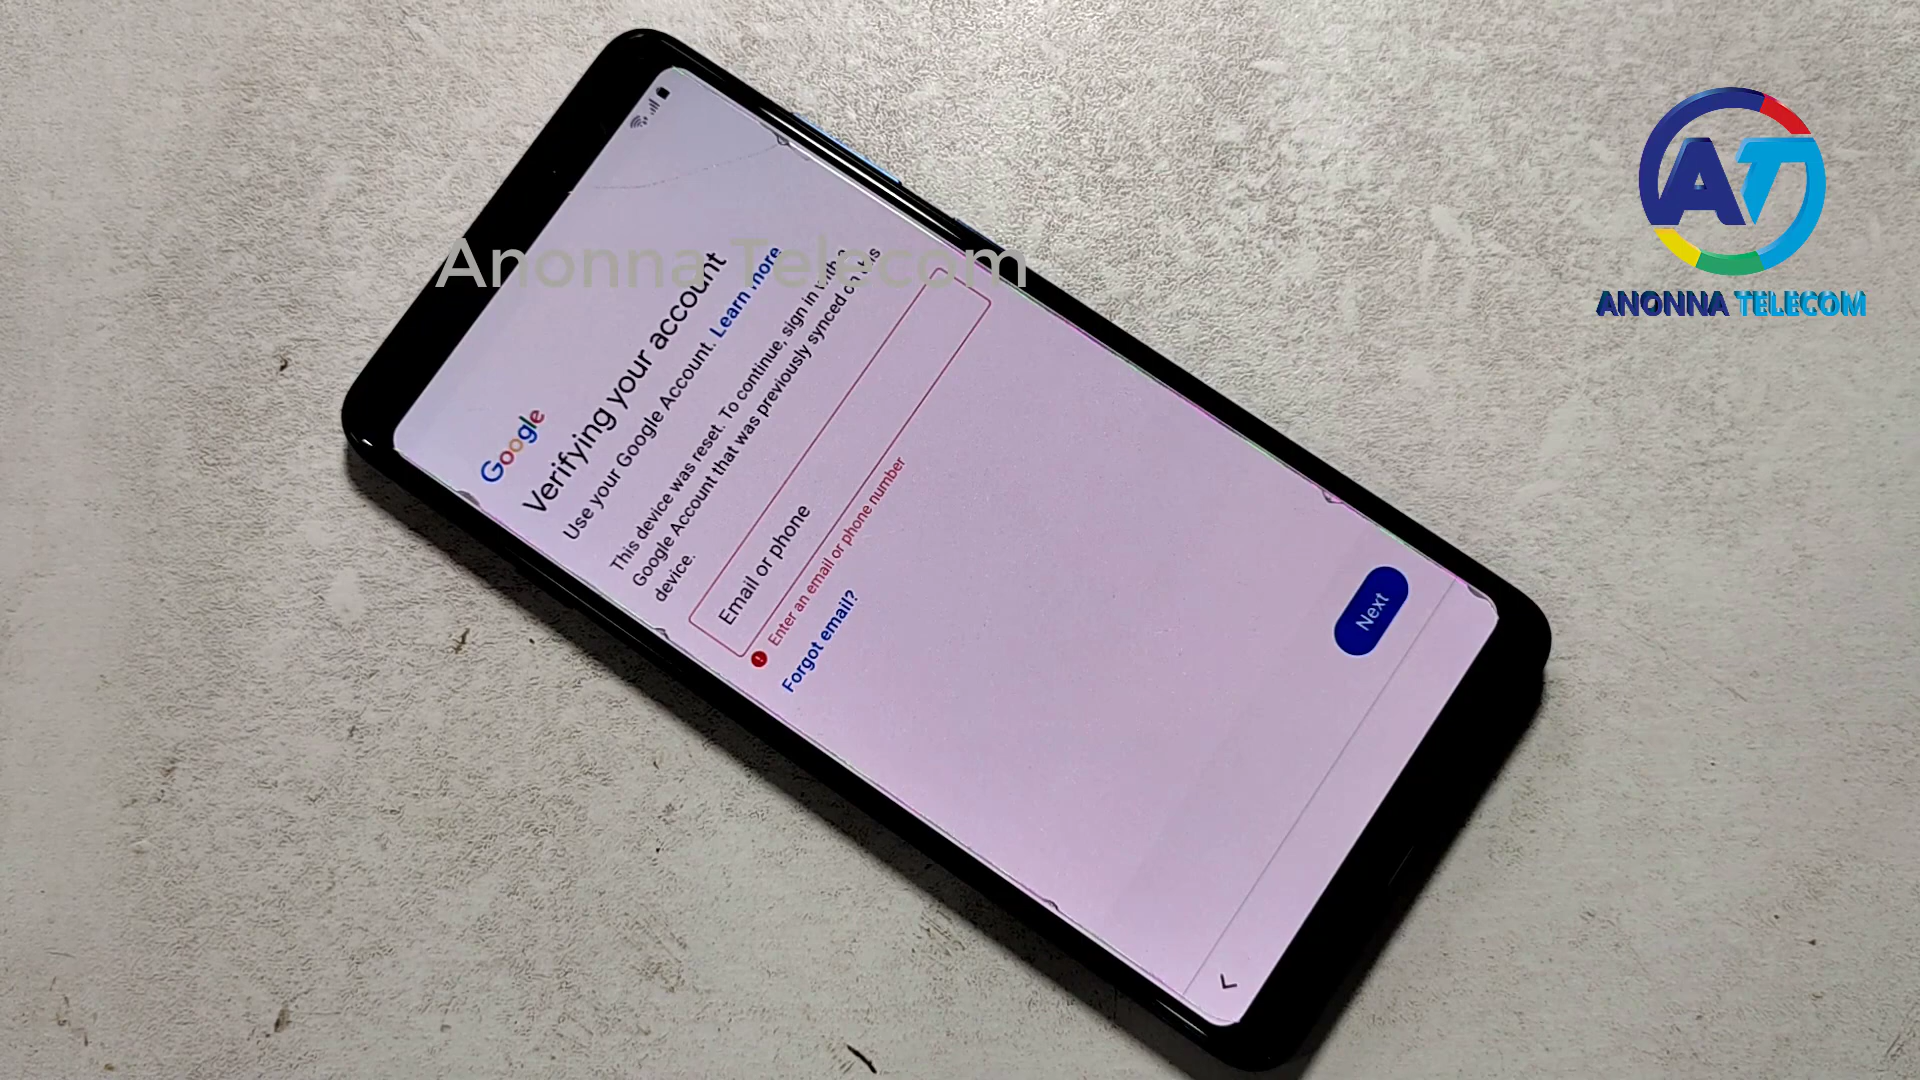 Google
Verifying your account
Use your Google Account. Learn more
This device was reset. To continue, sign in with a
Google Account that was previously synced on this
device.
Email or phone
Enter an email or phone number
Forgot email?
Next
Anonna Telecom
AT
ANONNA TELECOM